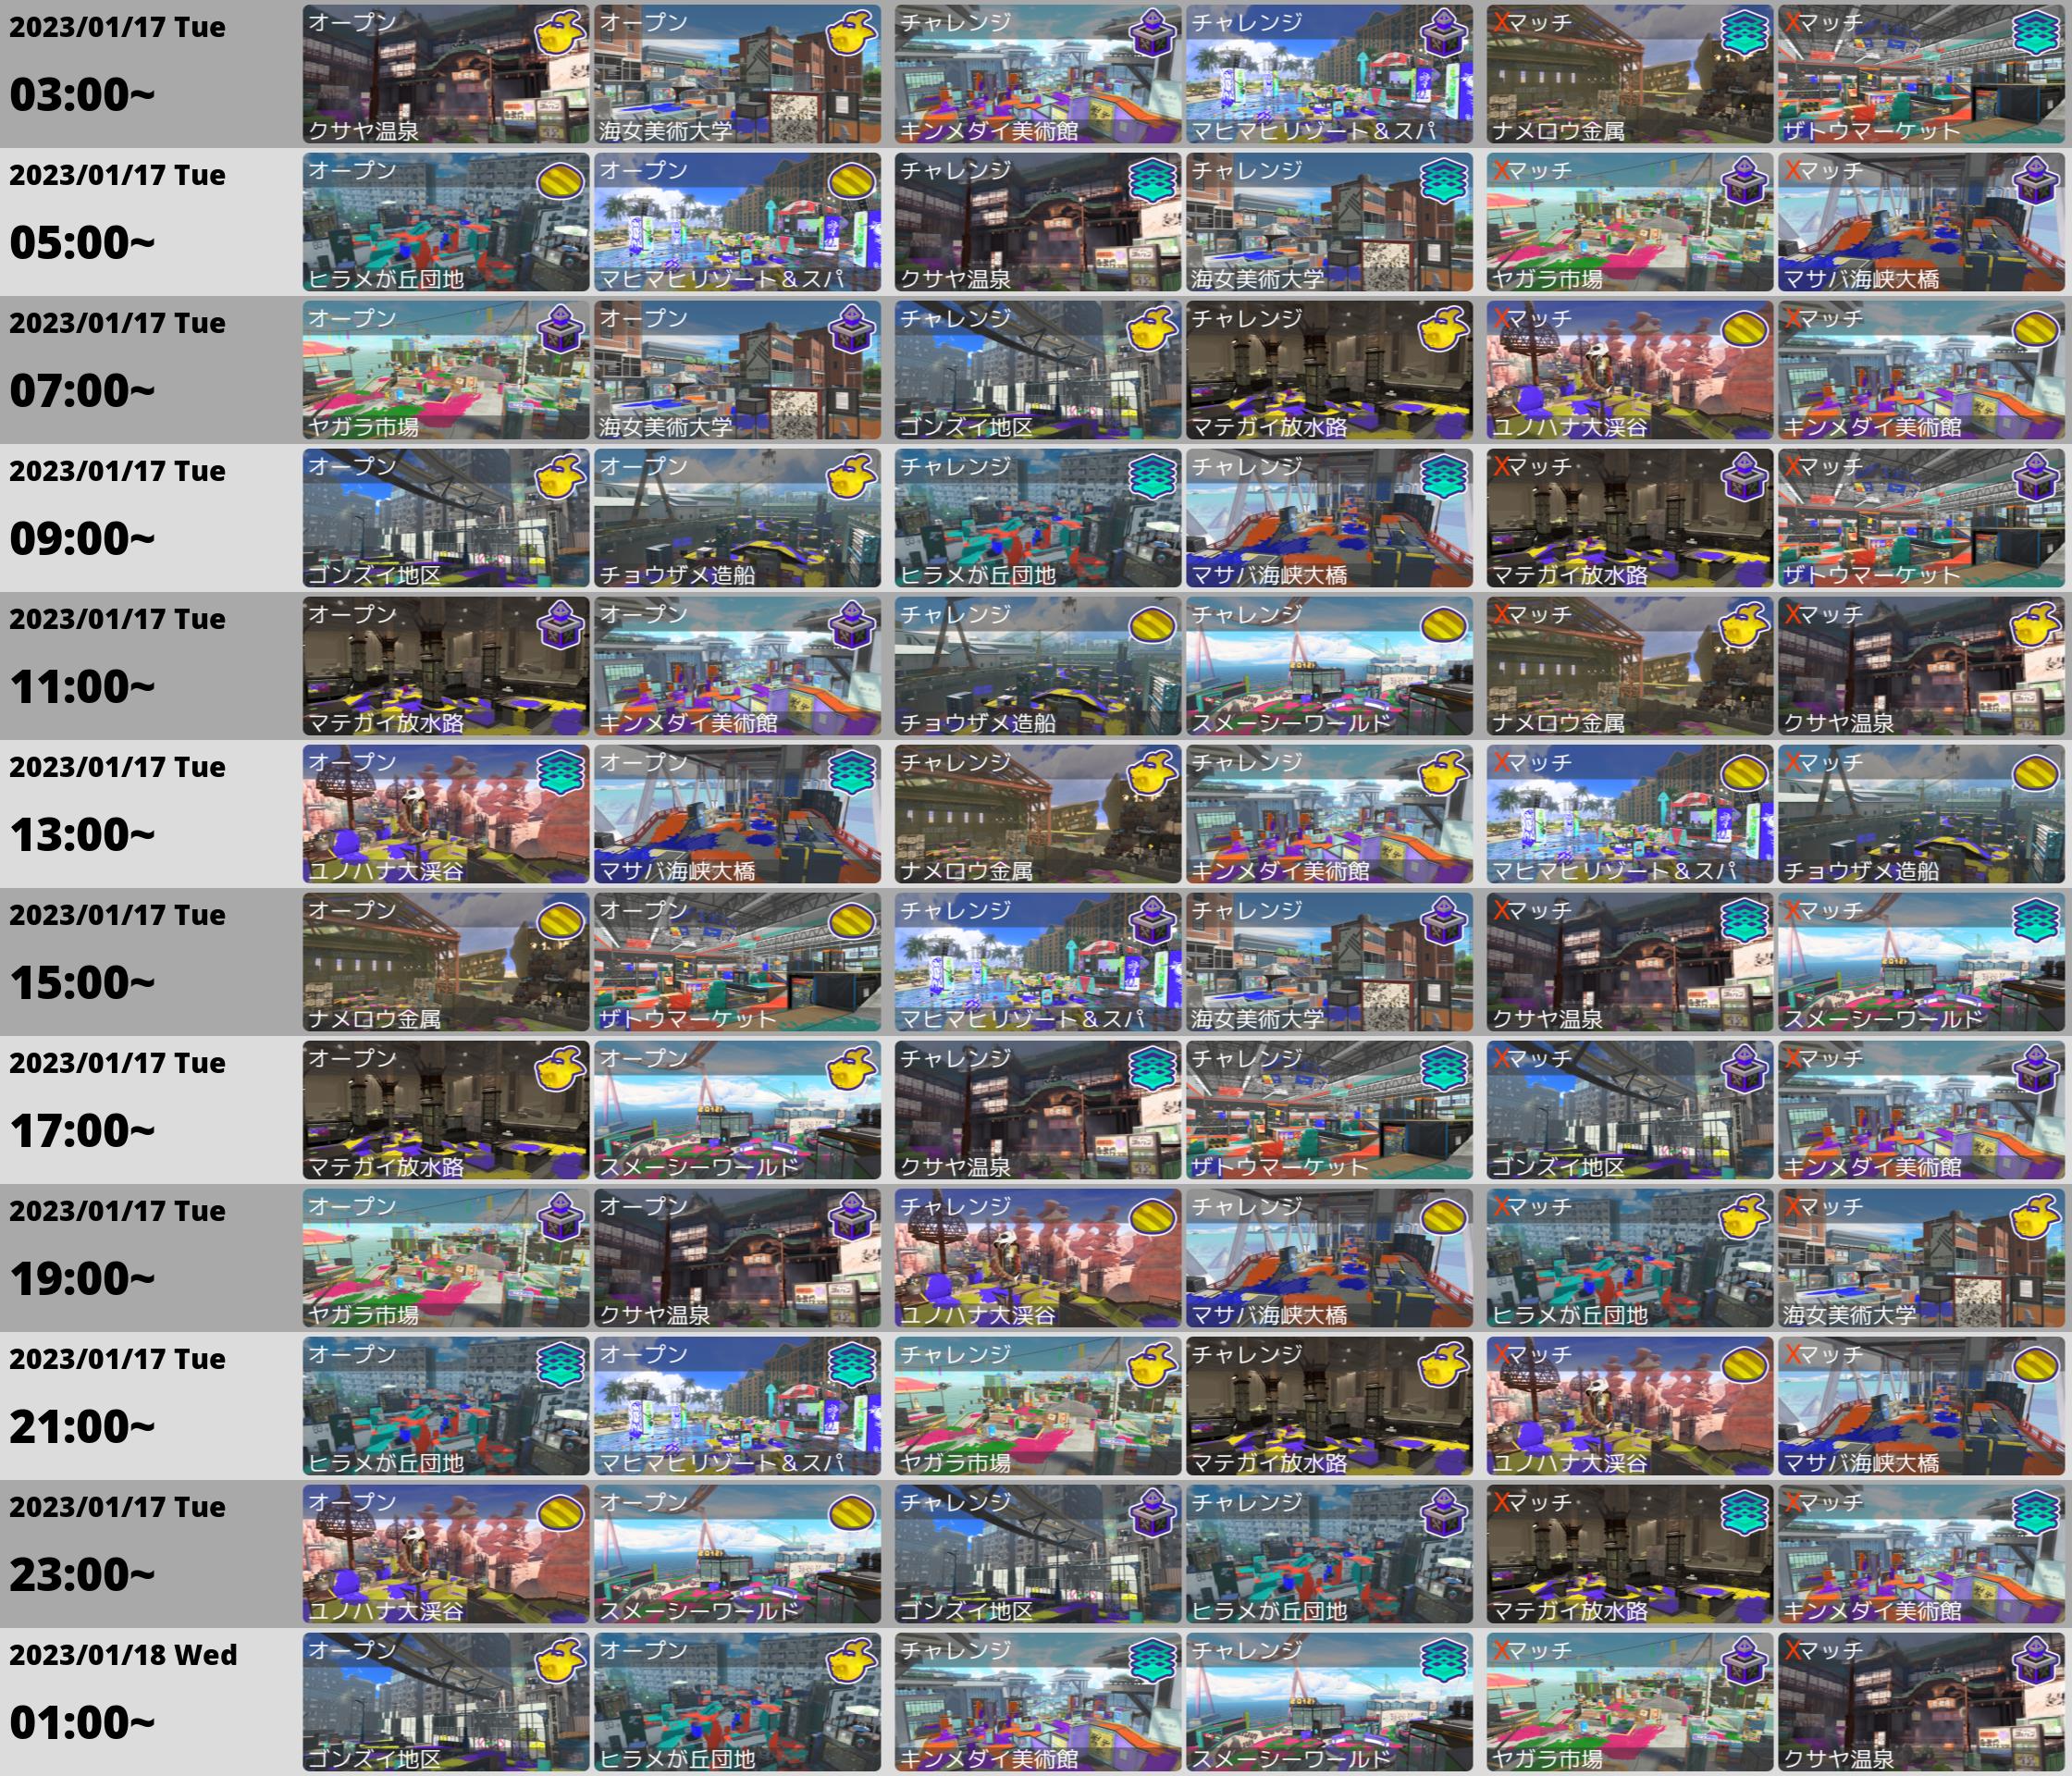 2023/01/17 Tue
03:00~
オープン
クサヤ温泉
オープン
海女美術大学
チャレンジ
キンメダイ美術館
チャレンジ
マヒマヒリゾート＆スパ
Xマッチ
ナメロウ金属
Xマッチ
ザトウマーケット
2023/01/17 Tue
05:00~
オープン
ヒラメが丘団地
オープン
マヒマヒリゾート＆スパ
チャレンジ
クサヤ温泉
チャレンジ
海女美術大学
Xマッチ
ヤガラ市場
Xマッチ
マサバ海峡大橋
2023/01/17 Tue
07:00~
オープン
ヤガラ市場
オープン
海女美術大学
チャレンジ
ゴンズイ地区
チャレンジ
マテガイ放水路
Xマッチ
ユノハナ大渓谷
Xマッチ
キンメダイ美術館
2023/01/17 Tue
09:00~
オープン
ゴンズイ地区
オープン
チョウザメ造船
チャレンジ
ヒラメが丘団地
チャレンジ
マサバ海峡大橋
Xマッチ
マテガイ放水路
Xマッチ
ザトウマーケット
2023/01/17 Tue
11:00~
オープン
マテガイ放水路
オープン
キンメダイ美術館
チャレンジ
チョウザメ造船
チャレンジ
スメーシーワールド
Xマッチ
ナメロウ金属
Xマッチ
クサヤ温泉
2023/01/17 Tue
13:00~
オープン
ユノハナ大渓谷
オープン
マサバ海峡大橋
チャレンジ
ナメロウ金属
チャレンジ
キンメダイ美術館
Xマッチ
マヒマヒリゾート＆スパ
Xマッチ
チョウザメ造船
2023/01/17 Tue
15:00~
オープン
ナメロウ金属
オープン
ザトウマーケット
チャレンジ
マヒマヒリゾート＆スパ
チャレンジ
海女美術大学
Xマッチ
クサヤ温泉
Xマッチ
スメーシーワールド
2023/01/17 Tue
17:00~
オープン
マテガイ放水路
オープン
スメーシーワールド
チャレンジ
クサヤ温泉
チャレンジ
ザトウマーケット
Xマッチ
ゴンズイ地区
Xマッチ
キンメダイ美術館
2023/01/17 Tue
19:00~
オープン
ヤガラ市場
オープン
クサヤ温泉
チャレンジ
ユノハナ大渓谷
チャレンジ
マサバ海峡大橋
Xマッチ
ヒラメが丘団地
Xマッチ
海女美術大学
2023/01/17 Tue
21:00~
オープン
ヒラメが丘団地
オープン
マヒマヒリゾート＆スパ
チャレンジ
ヤガラ市場
チャレンジ
マテガイ放水路
Xマッチ
ユノハナ大渓谷
Xマッチ
マサバ海峡大橋
2023/01/17 Tue
23:00~
オープン
ユノハナ大渓谷
オープン
スメーシーワールド
チャレンジ
ゴンズイ地区
チャレンジ
ヒラメが丘団地
Xマッチ
マテガイ放水路
Xマッチ
キンメダイ美術館
2023/01/18 Wed
01:00~
オープン
ゴンズイ地区
オープン
ヒラメが丘団地
チャレンジ
キンメダイ美術館
チャレンジ
スメーシーワールド
Xマッチ
ヤガラ市場
Xマッチ
クサヤ温泉